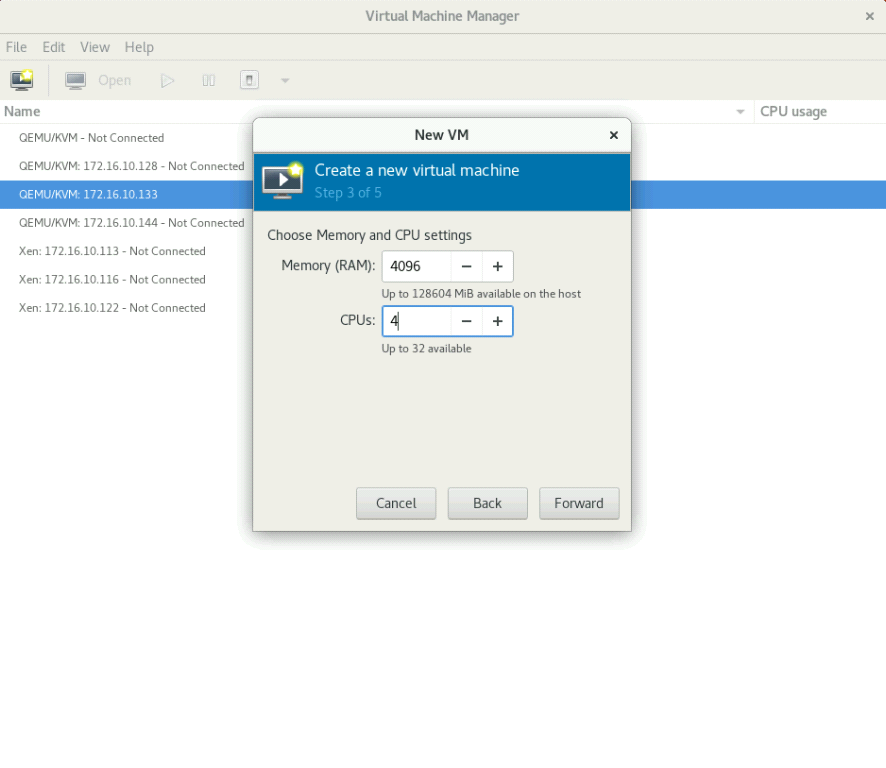 Virtual Machine Manager ×
File Edit View Help
Open
Name CPU usage
QEMU/KVM - Not Connected
QEMU/KVM: 172.16.10.128 - Not Connected
QEMU/KVM: 172.16.10.133
QEMU/KVM: 172.16.10.144 - Not Connected
Xen: 172.16.10.113 - Not Connected
Xen: 172.16.10.116 - Not Connected
Xen: 172.16.10.122 - Not Connected
New VM ×
Create a new virtual machine
Step 3 of 5
Choose Memory and CPU settings
Memory (RAM): 4096 − +
Up to 128604 MiB available on the host
CPUs: 4 − +
Up to 32 available
Cancel Back Forward